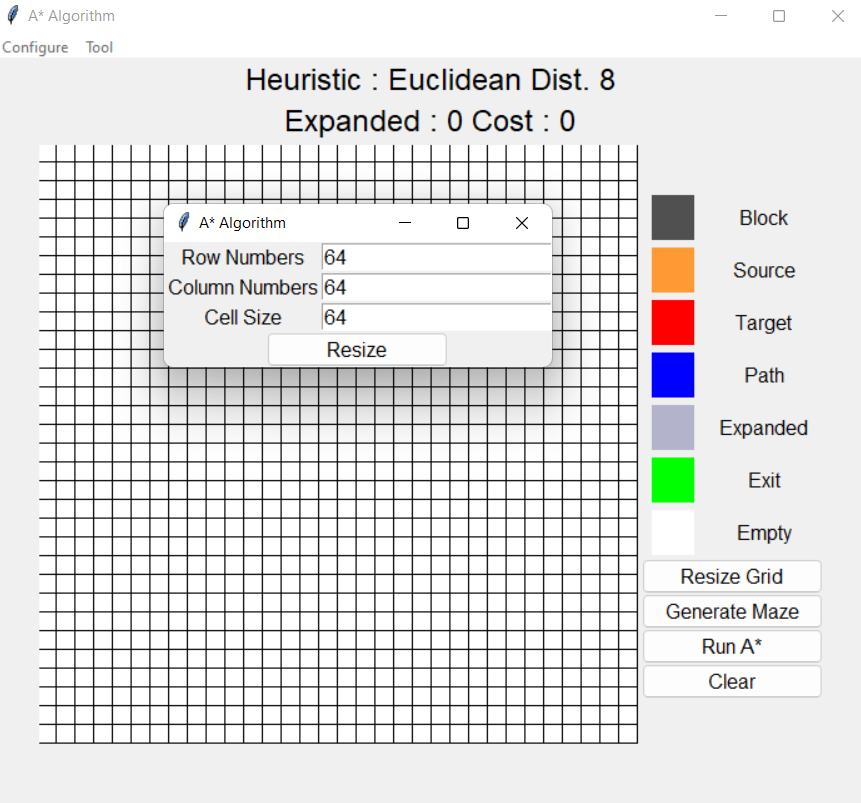 A* Algorithm
Configure Tool
Heuristic : Euclidean Dist. 8
Expanded : 0 Cost : 0
A* Algorithm
Row Numbers 64
Column Numbers 64
Cell Size 64
Resize
Block
Source
Target
Path
Expanded
Exit
Empty
Resize Grid
Generate Maze
Run A*
Clear